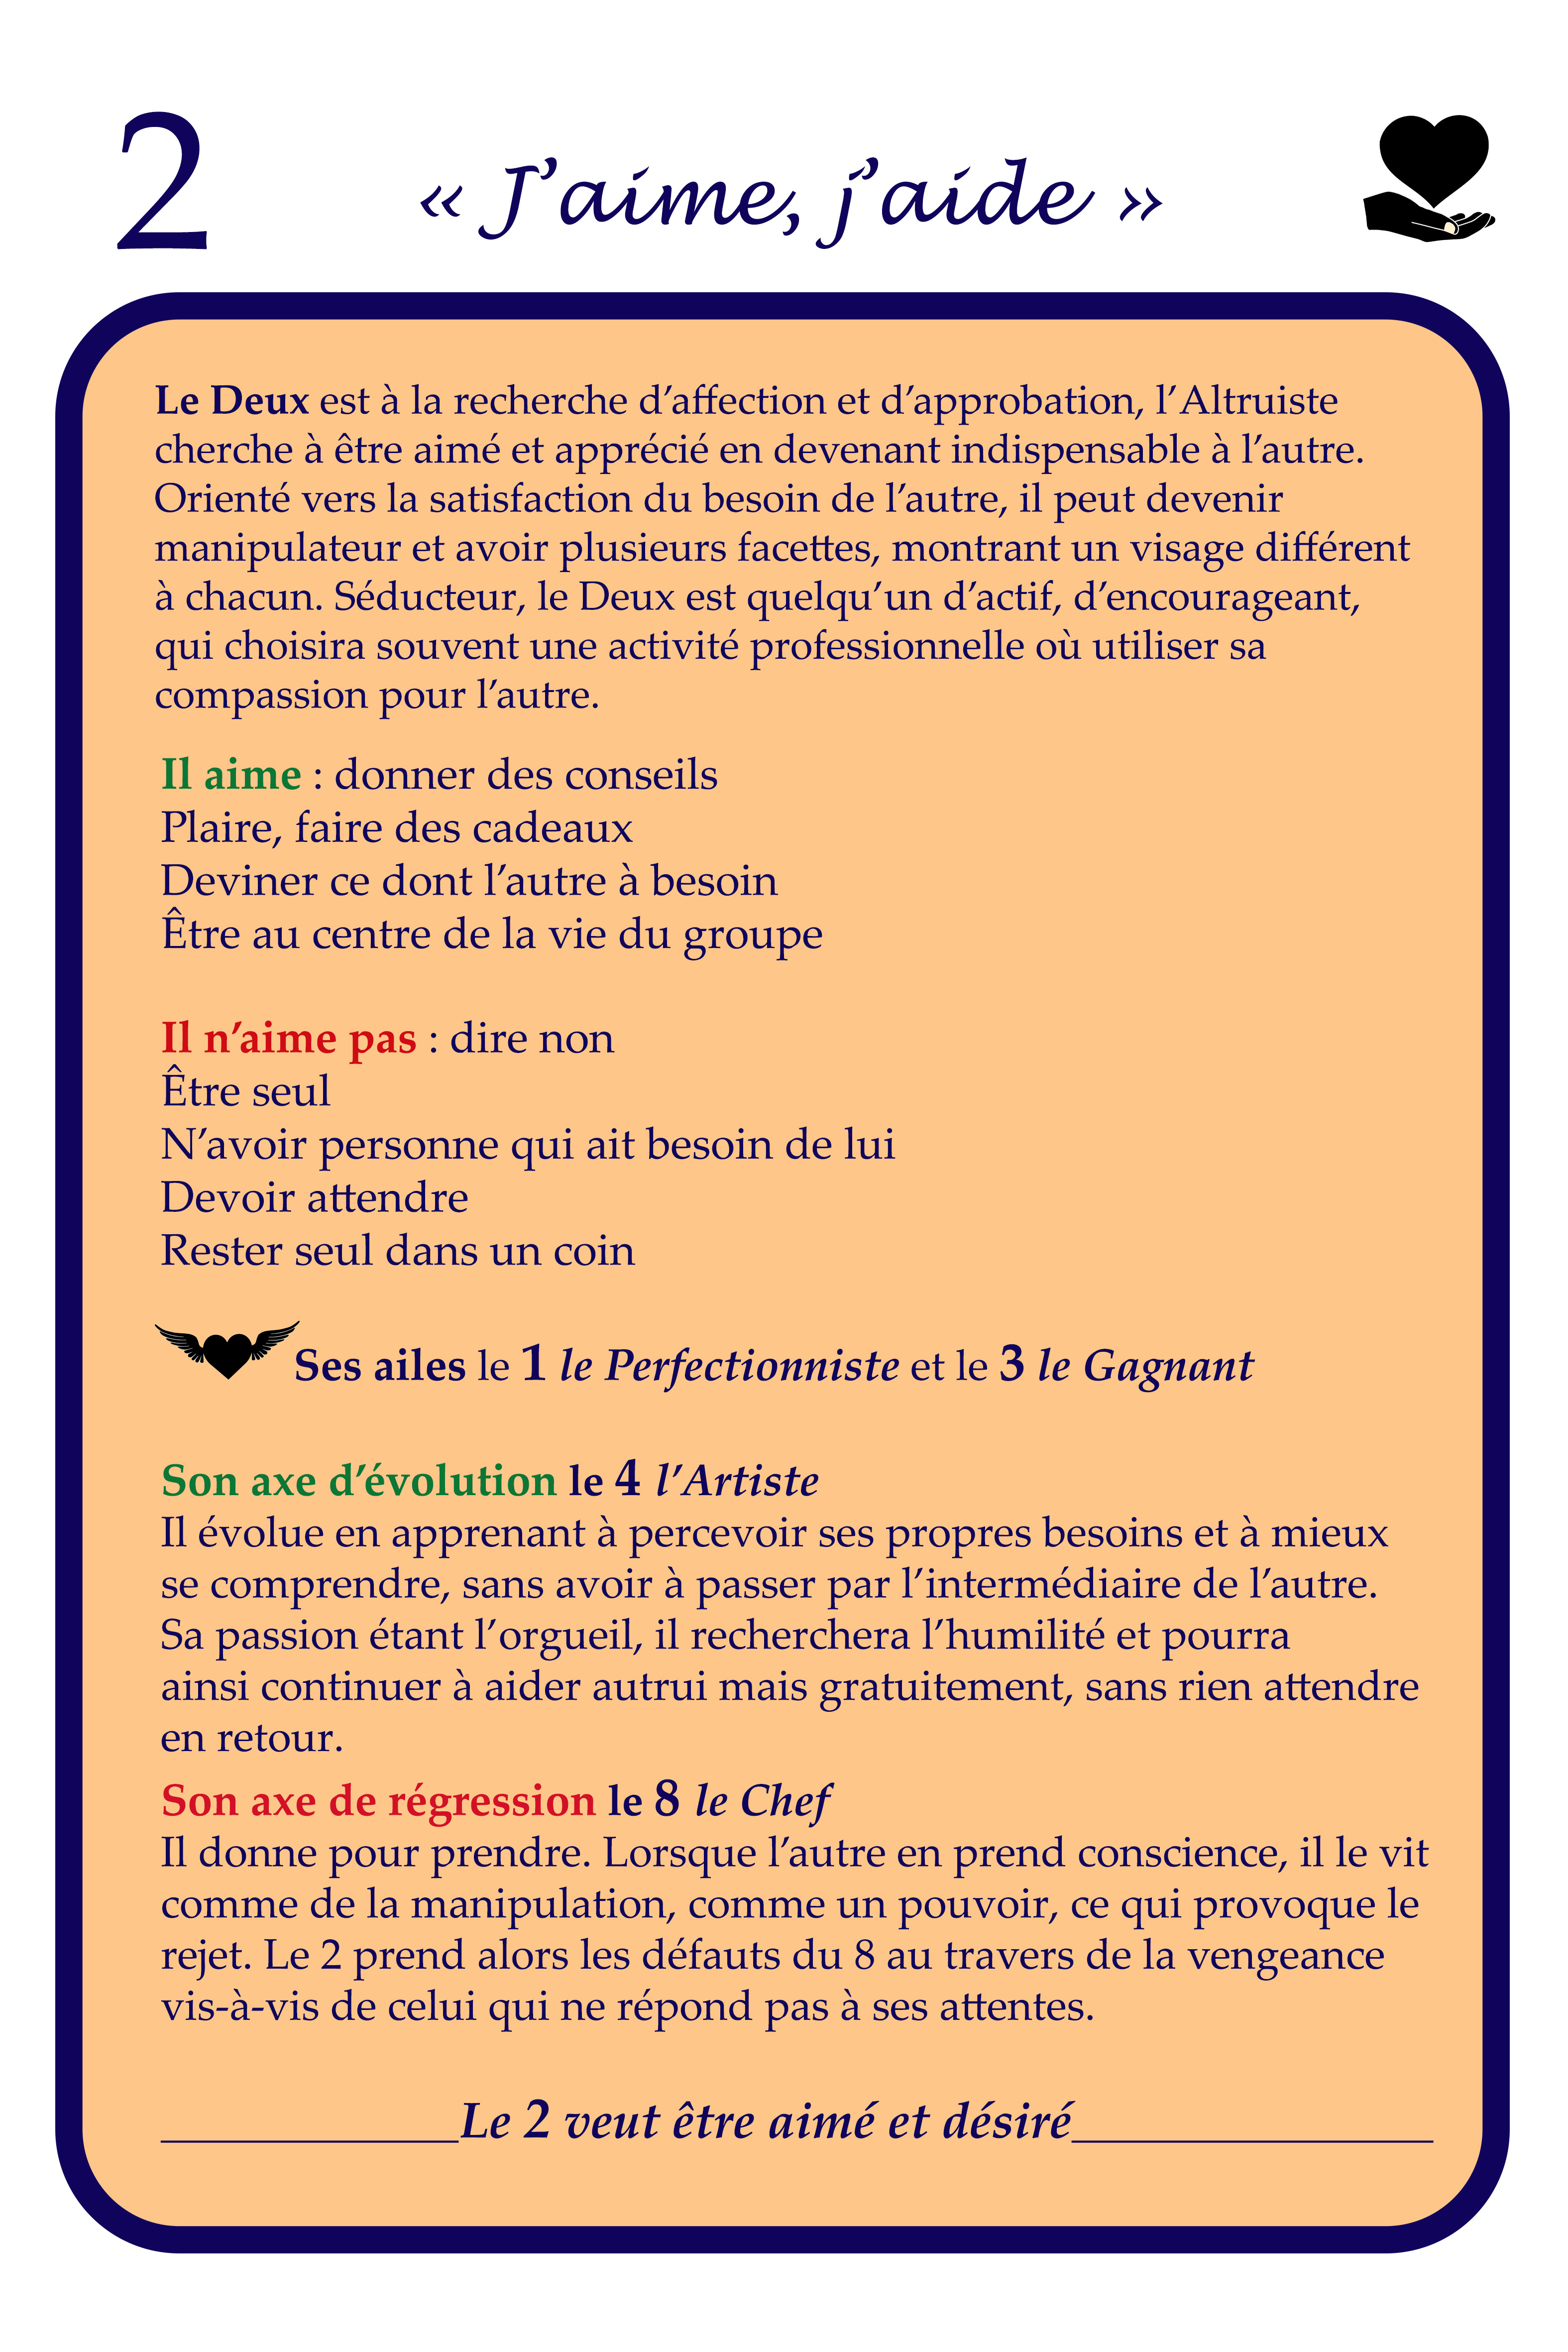 2
« J’aime, j’aide »
Le Deux est à la recherche d’affection et d’approbation, l’Altruiste
cherche à être aimé et apprécié en devenant indispensable à l’autre.
Orienté vers la satisfaction du besoin de l’autre, il peut devenir
manipulateur et avoir plusieurs facettes, montrant un visage différent
à chacun. Séducteur, le Deux est quelqu’un d’actif, d’encourageant,
qui choisira souvent une activité professionnelle où utiliser sa
compassion pour l’autre.
Il aime : donner des conseils
Plaire, faire des cadeaux
Deviner ce dont l’autre à besoin
Être au centre de la vie du groupe
Il n’aime pas : dire non
Être seul
N’avoir personne qui ait besoin de lui
Devoir attendre
Rester seul dans un coin
Ses ailes le 1 le Perfectionniste et le 3 le Gagnant
Son axe d’évolution le 4 l’Artiste
Il évolue en apprenant à percevoir ses propres besoins et à mieux
se comprendre, sans avoir à passer par l’intermédiaire de l’autre.
Sa passion étant l’orgueil, il recherchera l’humilité et pourra
ainsi continuer à aider autrui mais gratuitement, sans rien attendre
en retour.
Son axe de régression le 8 le Chef
Il donne pour prendre. Lorsque l’autre en prend conscience, il le vit
comme de la manipulation, comme un pouvoir, ce qui provoque le
rejet. Le 2 prend alors les défauts du 8 au travers de la vengeance
vis-à-vis de celui qui ne répond pas à ses attentes.
Le 2 veut être aimé et désiré